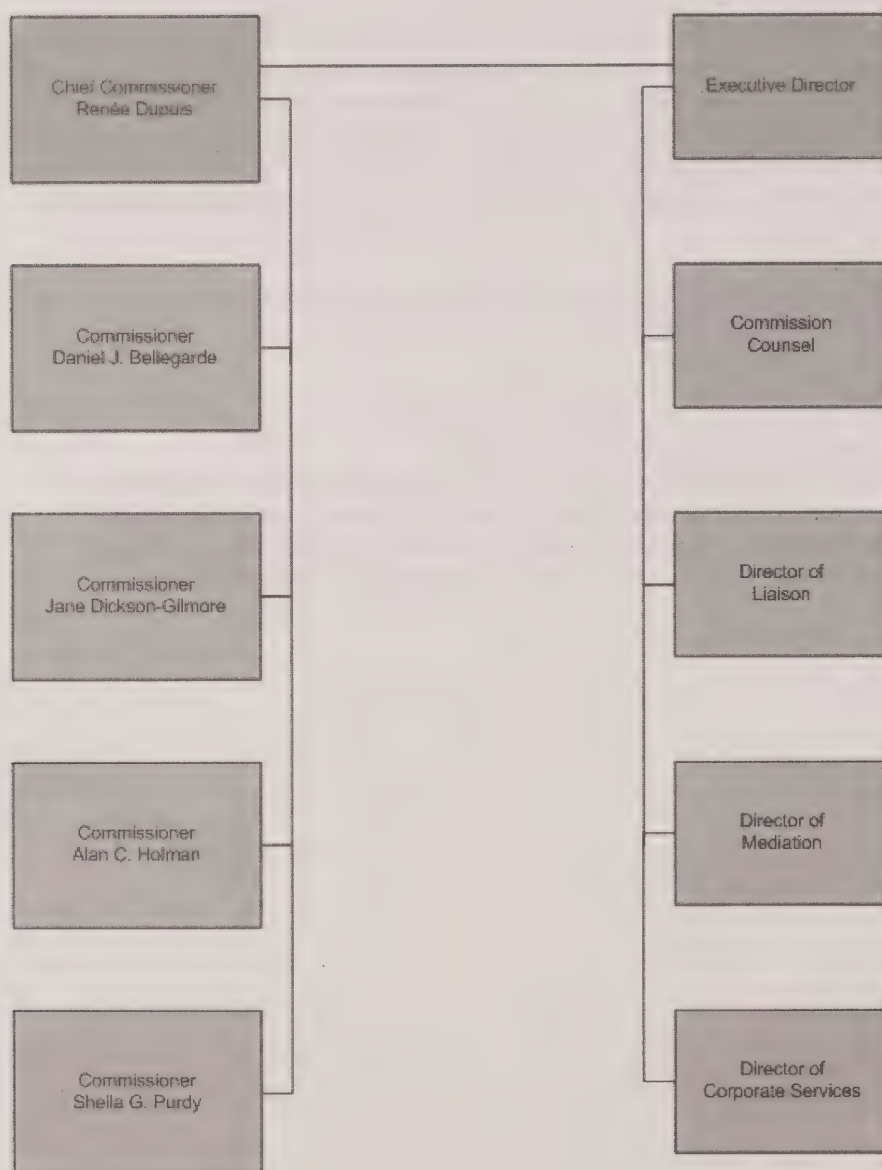 Chief Commissioner
Renée Dupuis
Executive Director
Commissioner
Daniel J. Bellegarde
Commission
Counsel
Commissioner
Jane Dickson-Gilmore
Director of
Liaison
Commissioner
Alan C. Holman
Director of
Mediation
Commissioner
Sheila G. Purdy
Director of
Corporate Services